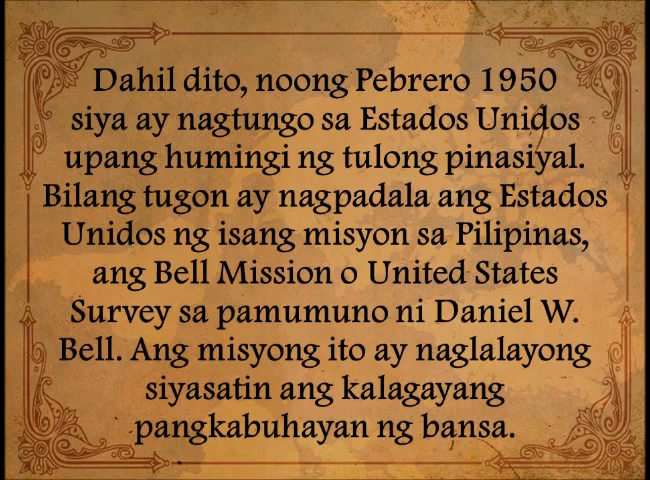 Dahil dito, noong Pebrero 1950
siya ay nagtungo sa Estados Unidos
upang humingi ng tulong pinasiyal.
Bilang tugon ay nagpadala ang Estados
Unidos ng isang misyon sa Pilipinas,
ang Bell Mission o United States
Survey sa pamumuno ni Daniel W.
Bell. Ang misyong ito ay naglalayong
siyasatin ang kalagayang
pangkabuhayan ng bansa.